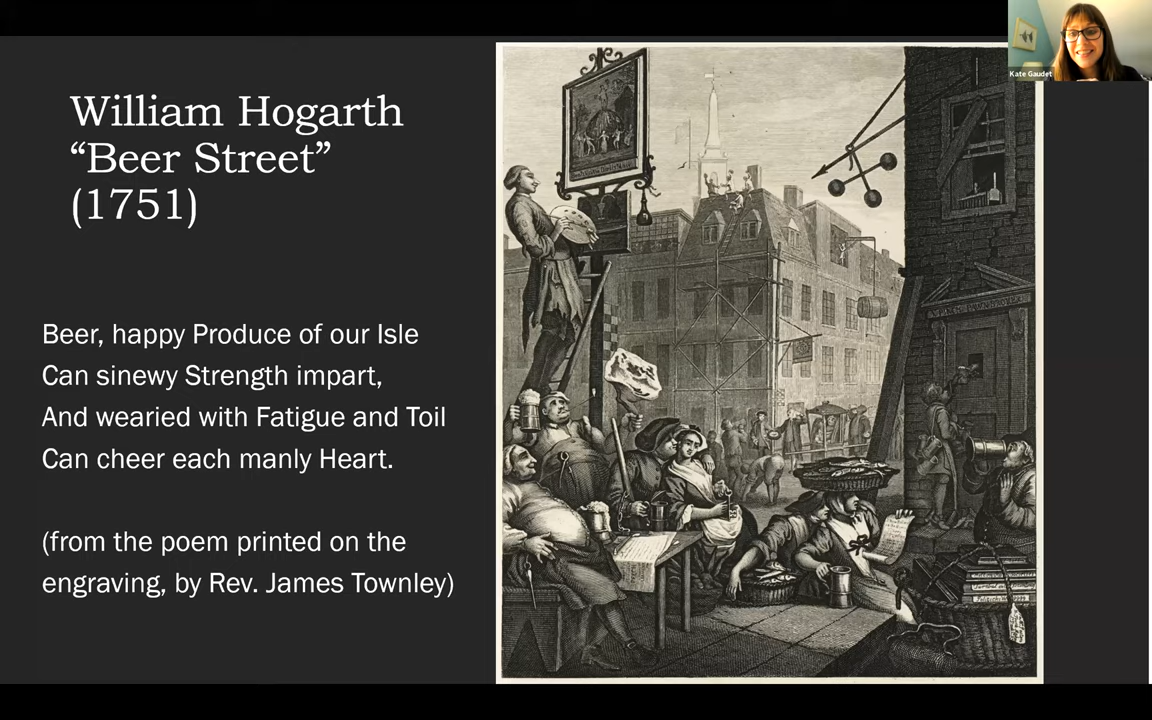 Kate Gaudet
William Hogarth
“Beer Street”
(1751)
Beer, happy Produce of our Isle
Can sinewy Strength impart,
And wearied with Fatigue and Toil
Can cheer each manly Heart.
(from the poem printed on the
engraving, by Rev. James Townley)